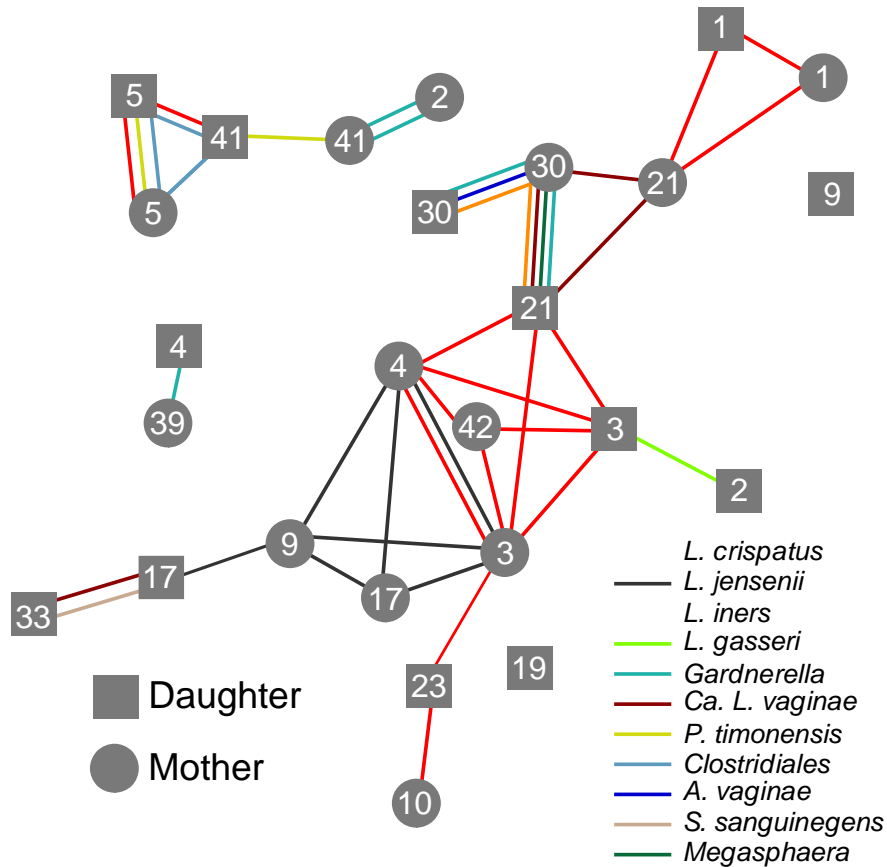 1
1
5
2
41
41
30
21
9
5
30
21
4
4
39
42
3
2
9
3
17
17
33
23
19
10
Daughter
Mother
L. crispatus
L. jensenii
L. iners
L. gasseri
Gardnerella
Ca. L. vaginae
P. timonensis
Clostridiales
A. vaginae
S. sanguinegens
Megasphaera